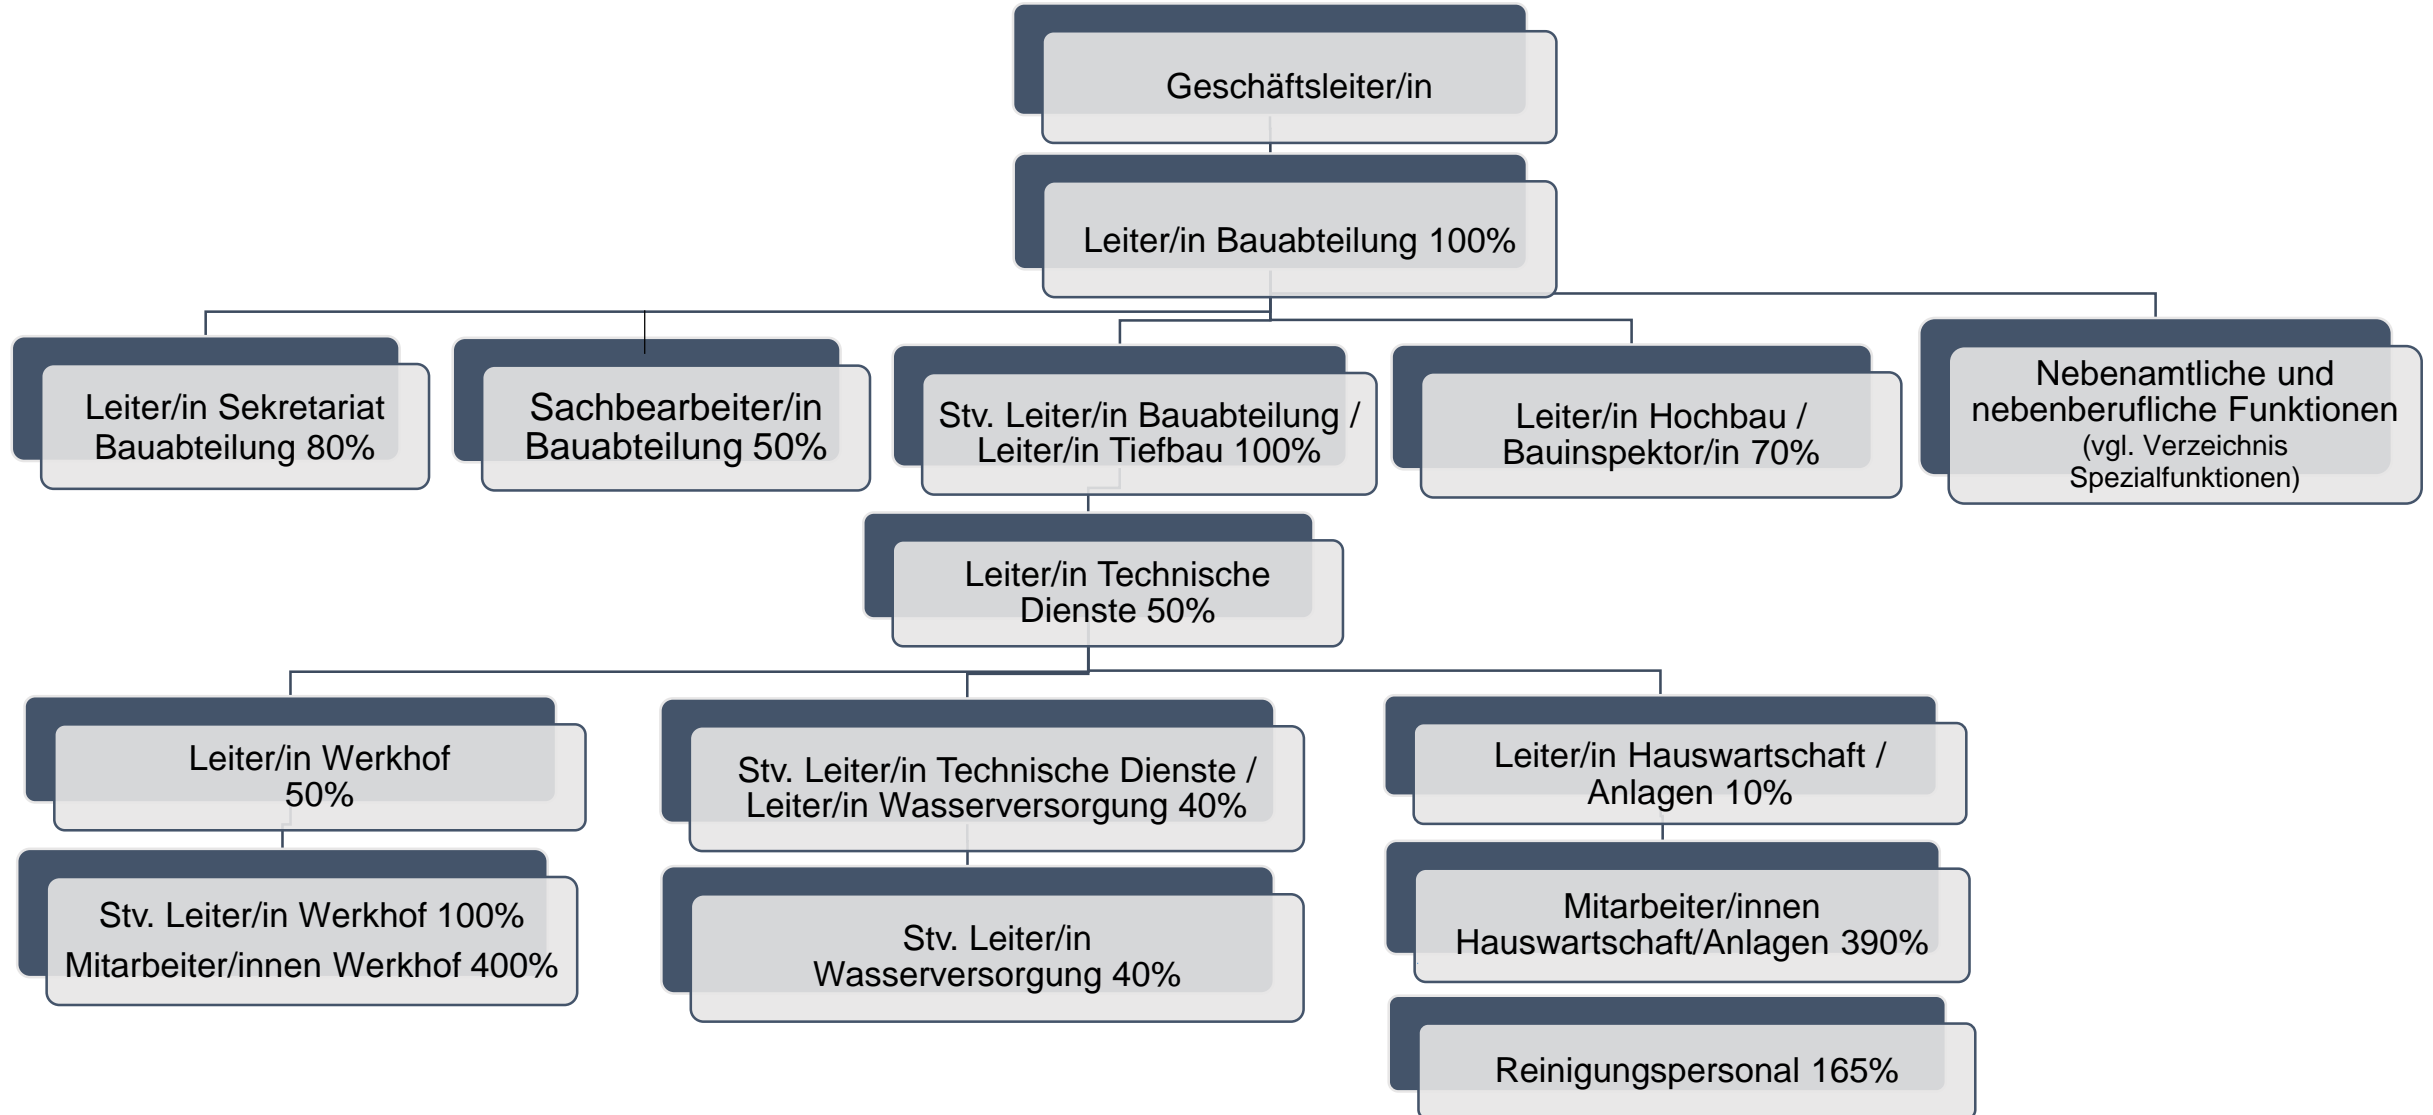 Geschäftsleiter/in
Leiter/in Bauabteilung 100%
Leiter/in Sekretariat
Bauabteilung 80%
Sachbearbeiter/in
Bauabteilung 50%
Stv. Leiter/in Bauabteilung /
Leiter/in Tiefbau 100%
Leiter/in Hochbau /
Bauinspektor/in 70%
Nebenamtliche und
nebenberufliche Funktionen
(vgl. Verzeichnis
Spezialfunktionen)
Leiter/in Technische
Dienste 50%
Leiter/in Werkhof
50%
Stv. Leiter/in Technische Dienste /
Leiter/in Wasserversorgung 40%
Leiter/in Hauswartschaft /
Anlagen 10%
Stv. Leiter/in Werkhof 100%
Mitarbeiter/innen Werkhof 400%
Stv. Leiter/in
Wasserversorgung 40%
Mitarbeiter/innen
Hauswartschaft/Anlagen 390%
Reinigungspersonal 165%